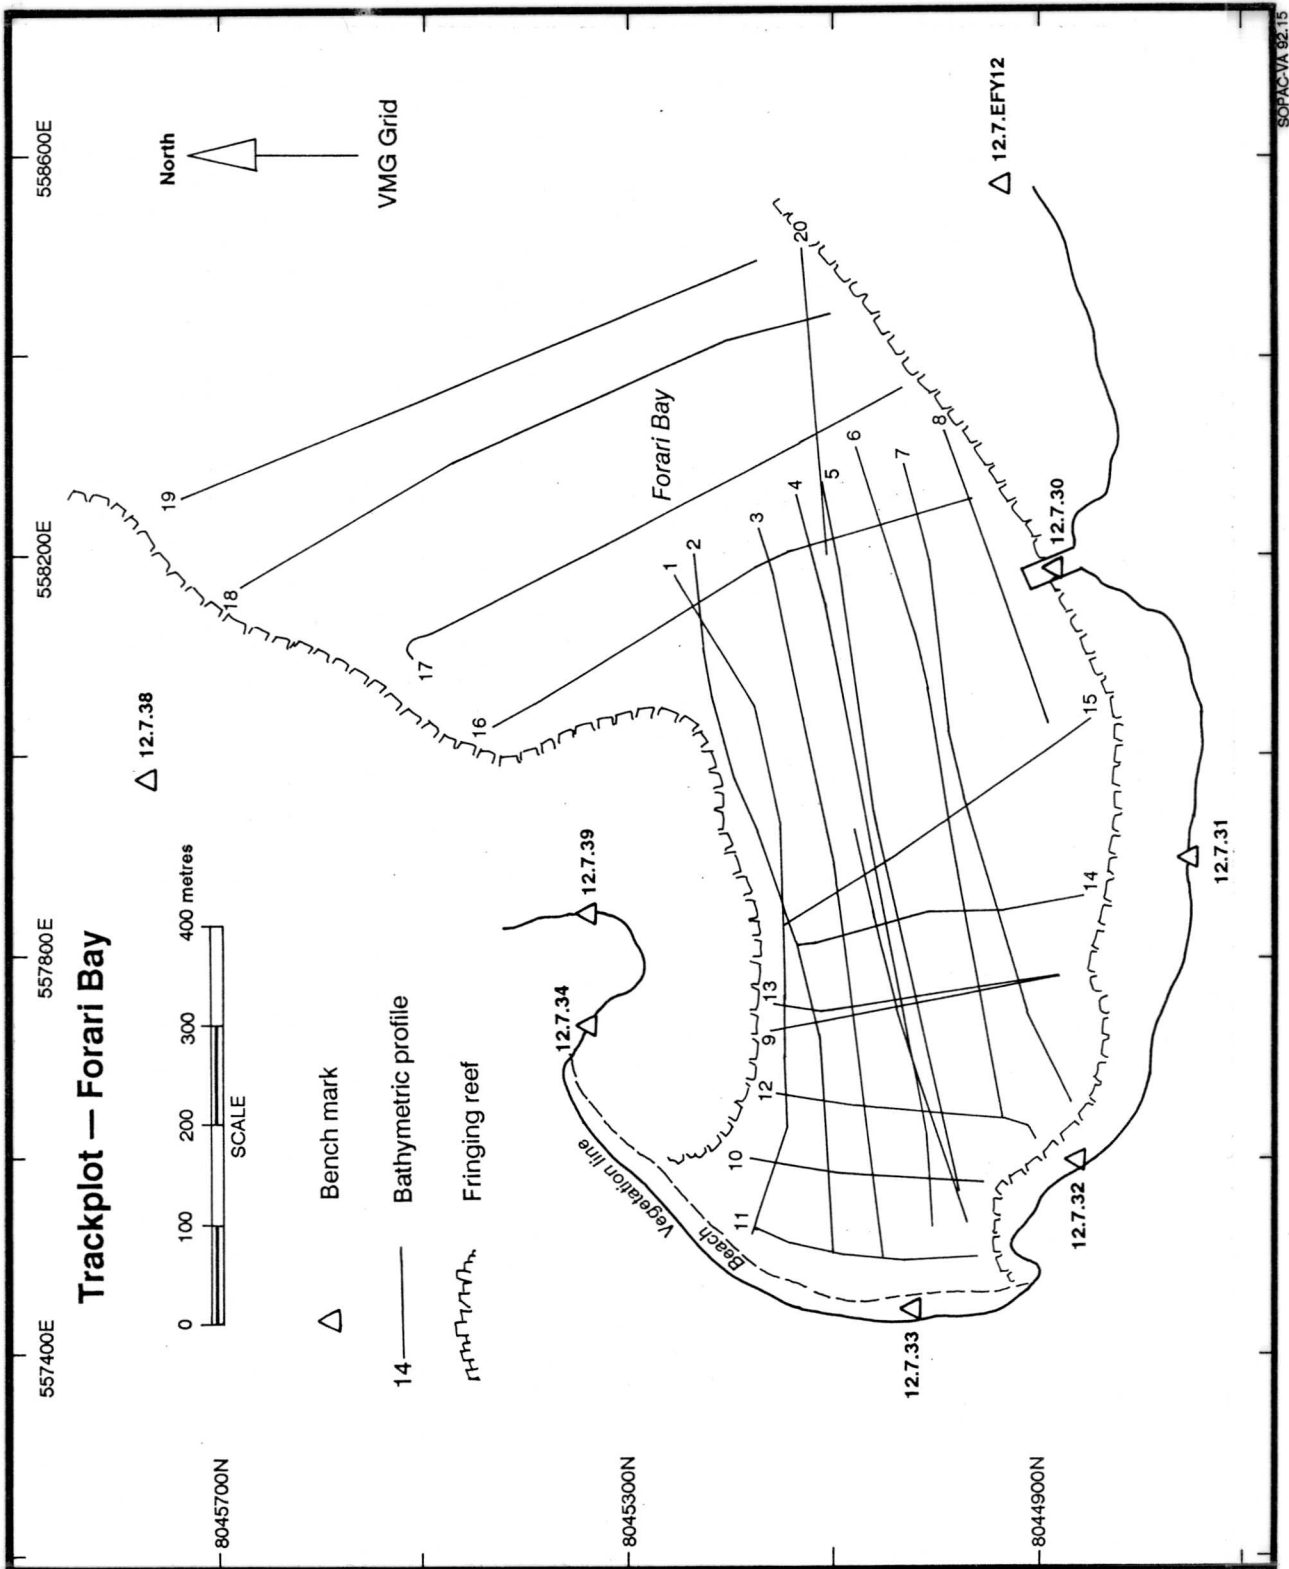 Trackplot — Forari Bay
557400E
557800E
558200E
558600E
8045700N
8045300N
8044900N
0
100
200
300
400 metres
SCALE
Bench mark
14
Bathymetric profile
Fringing reef
North
VMG Grid
12.7.38
12.7.39
12.7.34
12.7.33
12.7.32
12.7.31
12.7.30
12.7.EFY12
Vegetation line
Beach
Forari Bay
1
2
3
4
5
6
7
8
9
10
11
12
13
14
15
16
17
18
19
20
SOPAC-VA 92.15